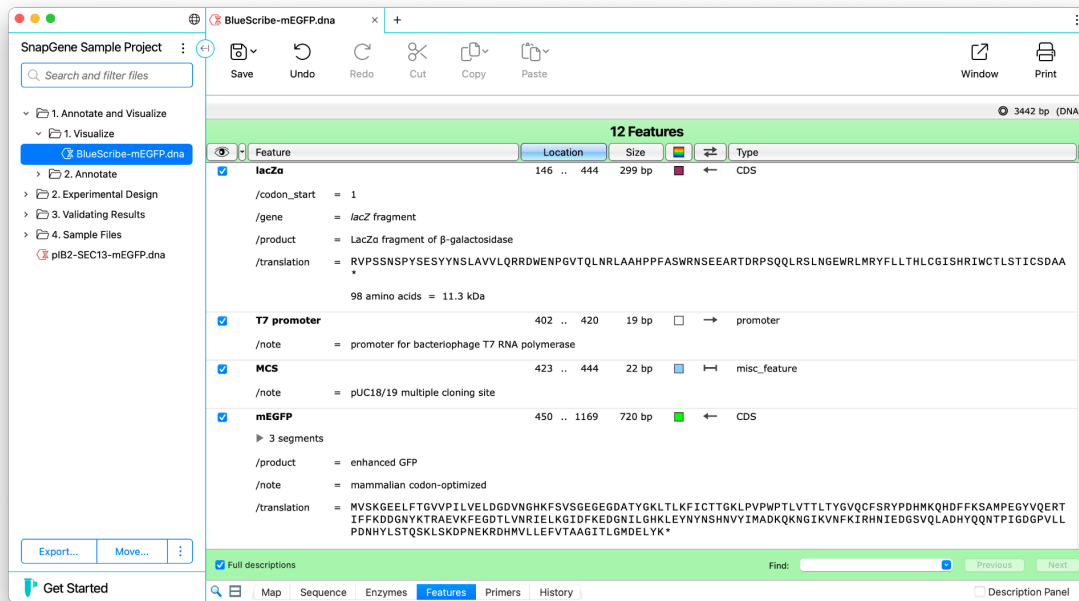 BlueScribe-mEGFP.dna × +
SnapGene Sample Project
Search and filter files
Save Undo Redo Cut Copy Paste Window Print
1. Annotate and Visualize
1. Visualize
BlueScribe-mEGFP.dna
2. Annotate
2. Experimental Design
3. Validating Results
4. Sample Files
pIB2-SEC13-mEGFP.dna
Export... Move...
Get Started
3442 bp (DNA
12 Features
Feature Location Size Type
lacZα 146 .. 444 299 bp CDS
/codon_start = 1
/gene = lacZ fragment
/product = LacZα fragment of β-galactosidase
/translation = RVPSSNSPYSESYYNSLAVVLQRRDWENPGVTQLNRLAAHPPFASWRNSEEARTDRPSQQLRSLNGEWRLMRYFLLTHLCGISHRIWCTLSTICSDAA
*
98 amino acids = 11.3 kDa
T7 promoter 402 .. 420 19 bp promoter
/note = promoter for bacteriophage T7 RNA polymerase
MCS 423 .. 444 22 bp misc_feature
/note = pUC18/19 multiple cloning site
mEGFP 450 .. 1169 720 bp CDS
3 segments
/product = enhanced GFP
/note = mammalian codon-optimized
/translation = MVSKGEELFTGVVPILVELDGDVNGHKFSVSGEGEGDATYGKLTLKFICTTGKLPVPWPTLVTTLTYGVQCFSRYPDHMKQHDFFKSAMPEGYVQERT
IFFKDDGNYKTRAEVKFEGDTLVNRIELKGIDFKEDGNILGHKLEYNYNSHNVYIMADKQKNGIKVNFKIRHNIEDGSVQLADHYQQNTPIGDGPVLL
PDNHYLSTQSKLSKDPNEKRDHMVLLEFVTAAGITLGMDELYK*
Full descriptions Find: Previous Next
Map Sequence Enzymes Features Primers History Description Panel